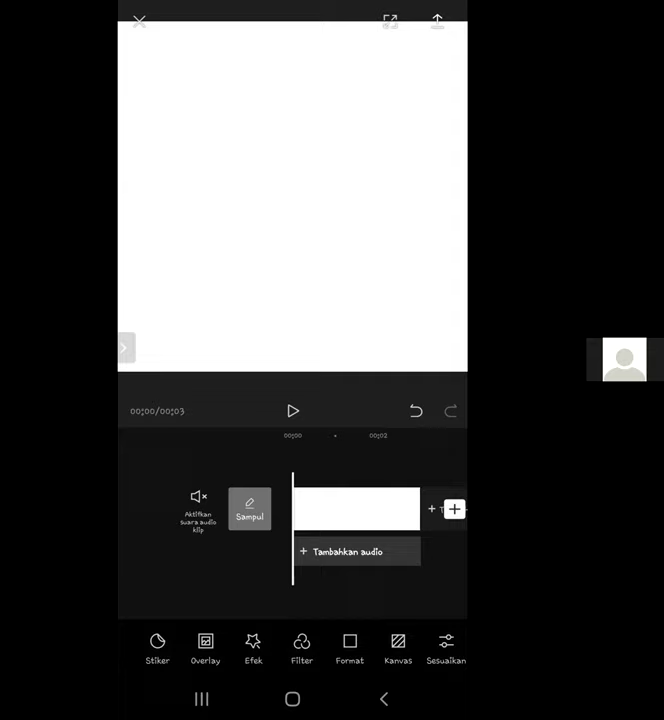 00:00/00:03
00:00
00:02
Aktifkan
suara audio
klip
Sampul
+ Tambahkan audio
Stiker
Overlay
Efek
Filter
Format
Kanvas
Sesuaikan